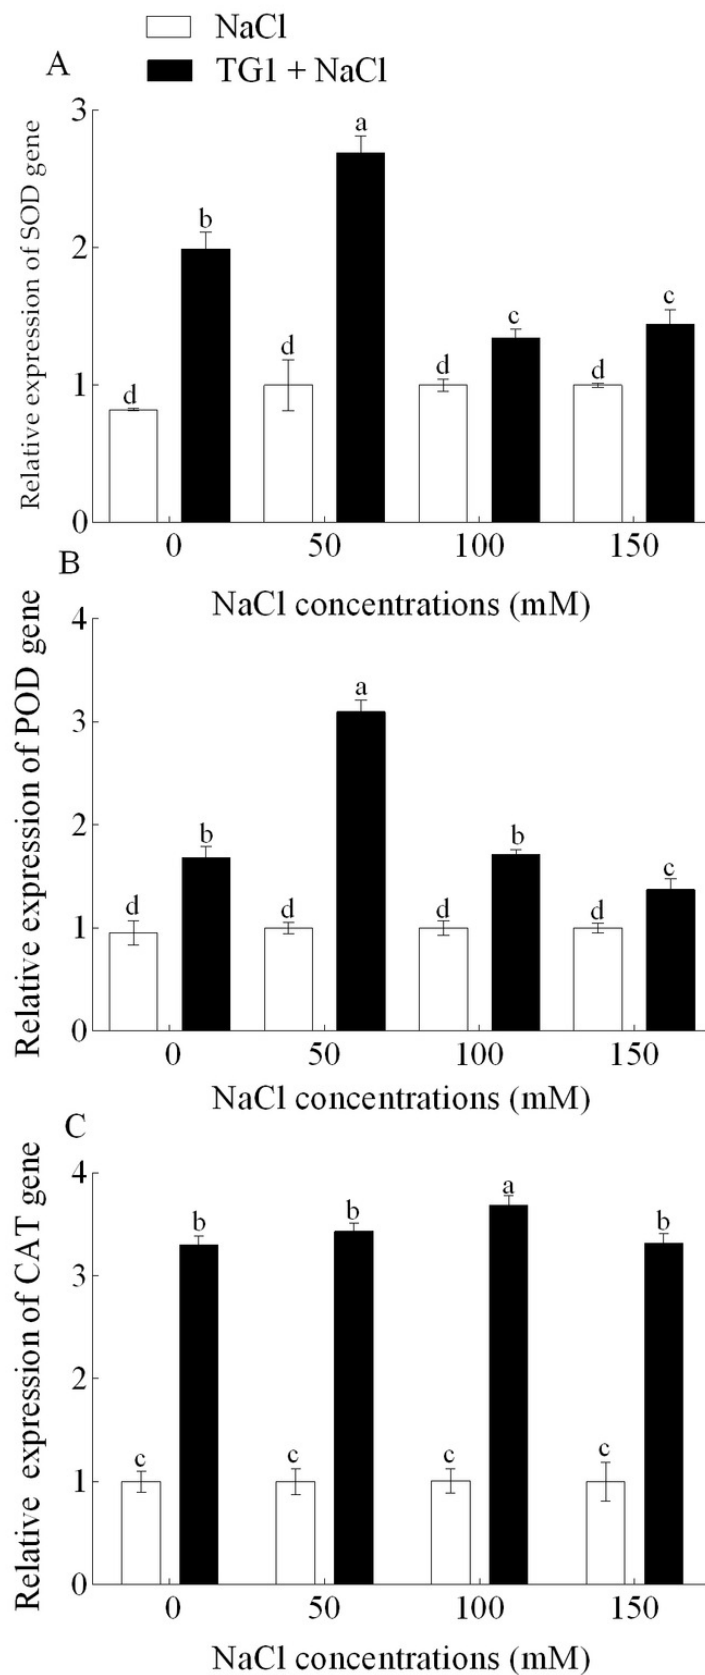 NaCl
TG1 + NaCl
A
Relative expression of SOD gene
3
2
1
0
d
b
d
a
d
c
d
c
0 50 100 150
NaCl concentrations (mM)
B
Relative expression of POD gene
4
3
2
1
0
d
b
d
a
d
b
d
c
0 50 100 150
NaCl concentrations (mM)
C
Relative expression of CAT gene
4
3
2
1
0
c
b
c
b
c
a
c
b
0 50 100 150
NaCl concentrations (mM)